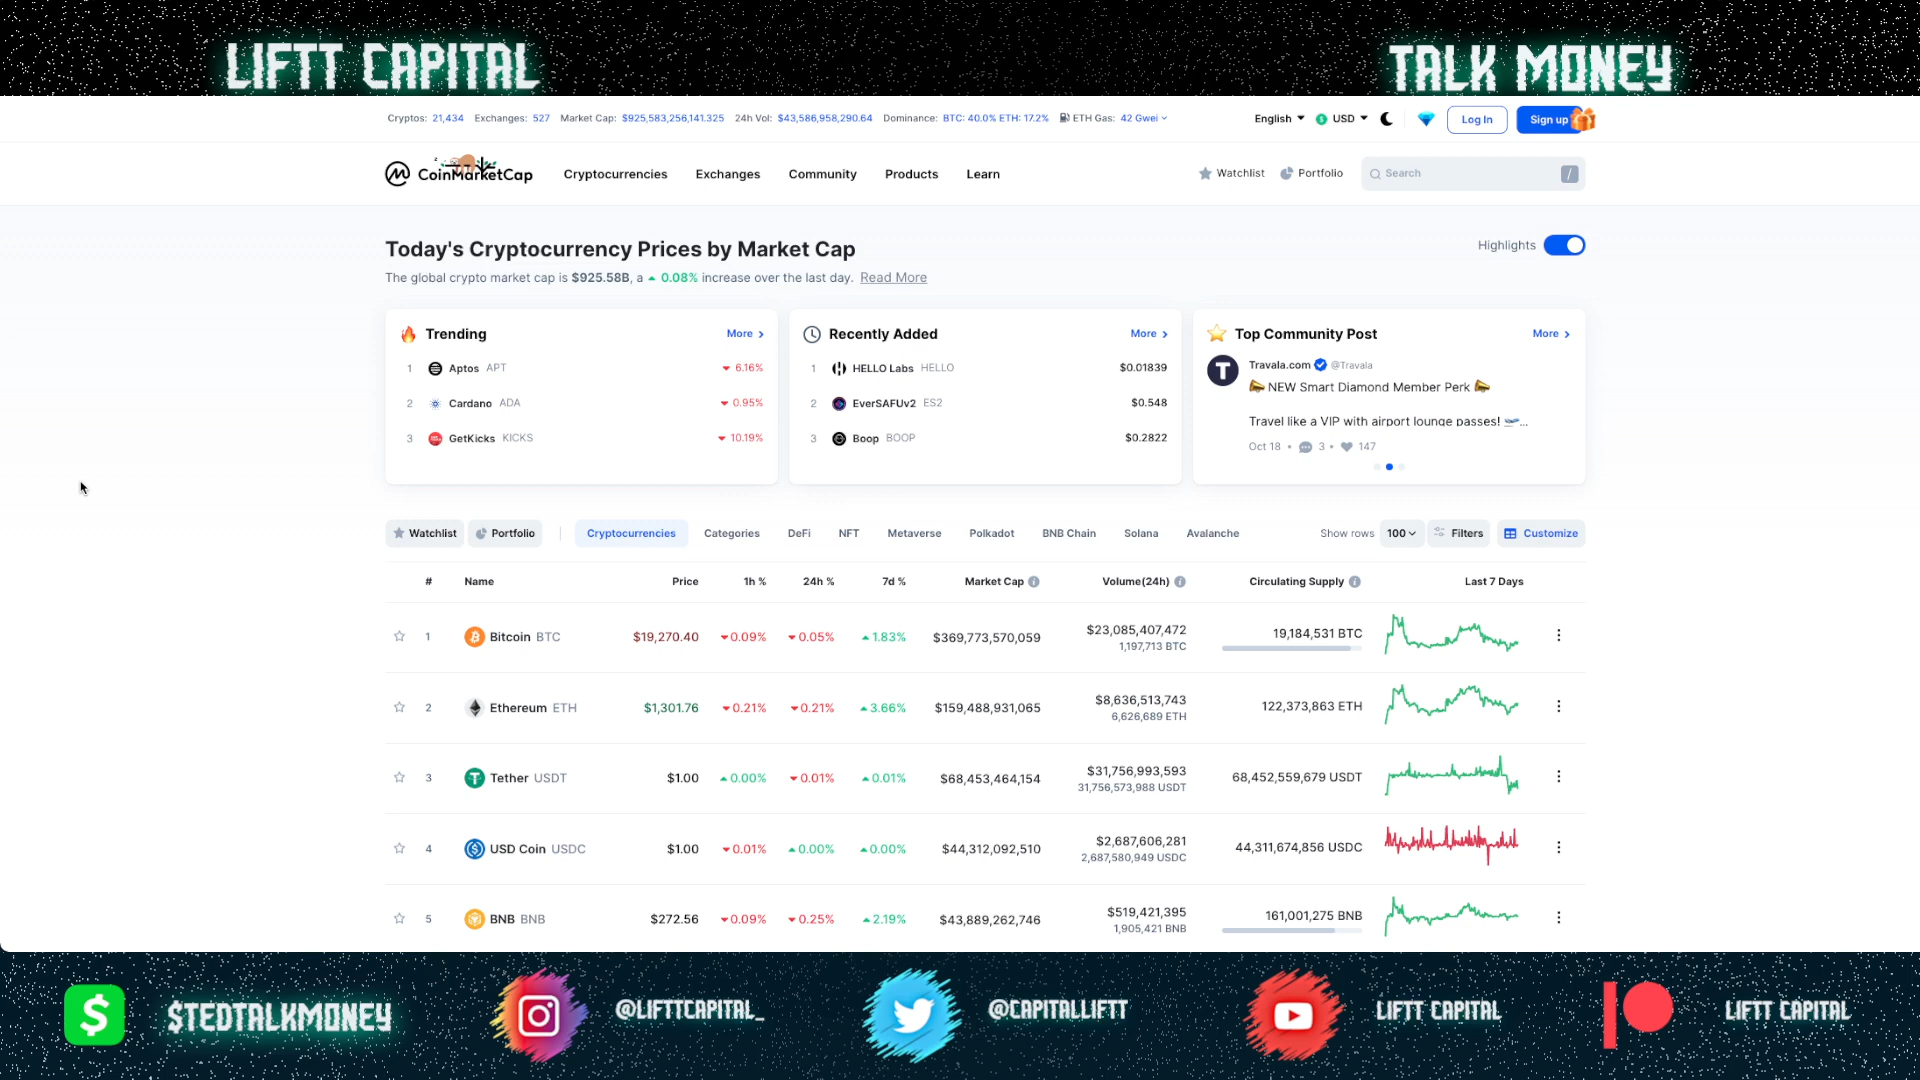 LIFTT CAPITAL
TALK MONEY
Cryptos: 21,434 Exchanges: 527 Market Cap: $925,583,256,141.325 24h Vol: $43,586,958,290.64 Dominance: BTC: 40.0% ETH: 17.2% ETH Gas: 42 Gwei English USD Log In Sign up
CoinMarketCap Cryptocurrencies Exchanges Community Products Learn Watchlist Portfolio Search /
Today's Cryptocurrency Prices by Market Cap
Highlights
The global crypto market cap is $925.58B, a 0.08% increase over the last day. Read More
Trending More
1 Aptos APT 6.16%
2 Cardano ADA 0.95%
3 GetKicks KICKS 10.19%
Recently Added More
1 HELLO Labs HELLO $0.01839
2 EverSAFUv2 ES2 $0.548
3 Boop BOOP $0.2822
Top Community Post More
Travala.com @Travala
NEW Smart Diamond Member Perk
Travel like a VIP with airport lounge passes! ...
Oct 18 • 3 • 147
Watchlist Portfolio Cryptocurrencies Categories DeFi NFT Metaverse Polkadot BNB Chain Solana Avalanche Show rows 100 Filters Customize
# Name Price 1h % 24h % 7d % Market Cap Volume(24h) Circulating Supply Last 7 Days
1 Bitcoin BTC $19,270.40 0.09% 0.05% 1.83% $369,773,570,059 $23,085,407,472 19,184,531 BTC
1,197,713 BTC
2 Ethereum ETH $1,301.76 0.21% 0.21% 3.66% $159,488,931,065 $8,636,513,743 122,373,863 ETH
6,626,689 ETH
3 Tether USDT $1.00 0.00% 0.01% 0.01% $68,453,464,154 $31,756,993,593 68,452,559,679 USDT
31,756,573,988 USDT
4 USD Coin USDC $1.00 0.01% 0.00% 0.00% $44,312,092,510 $2,687,606,281 44,311,674,856 USDC
2,687,580,949 USDC
5 BNB BNB $272.56 0.09% 0.25% 2.19% $43,889,262,746 $519,421,395 161,001,275 BNB
1,905,421 BNB
$TEDTALKMONEY @LIFTTCAPITAL_ @CAPITALLIFTT LIFTT CAPITAL LIFTT CAPITAL